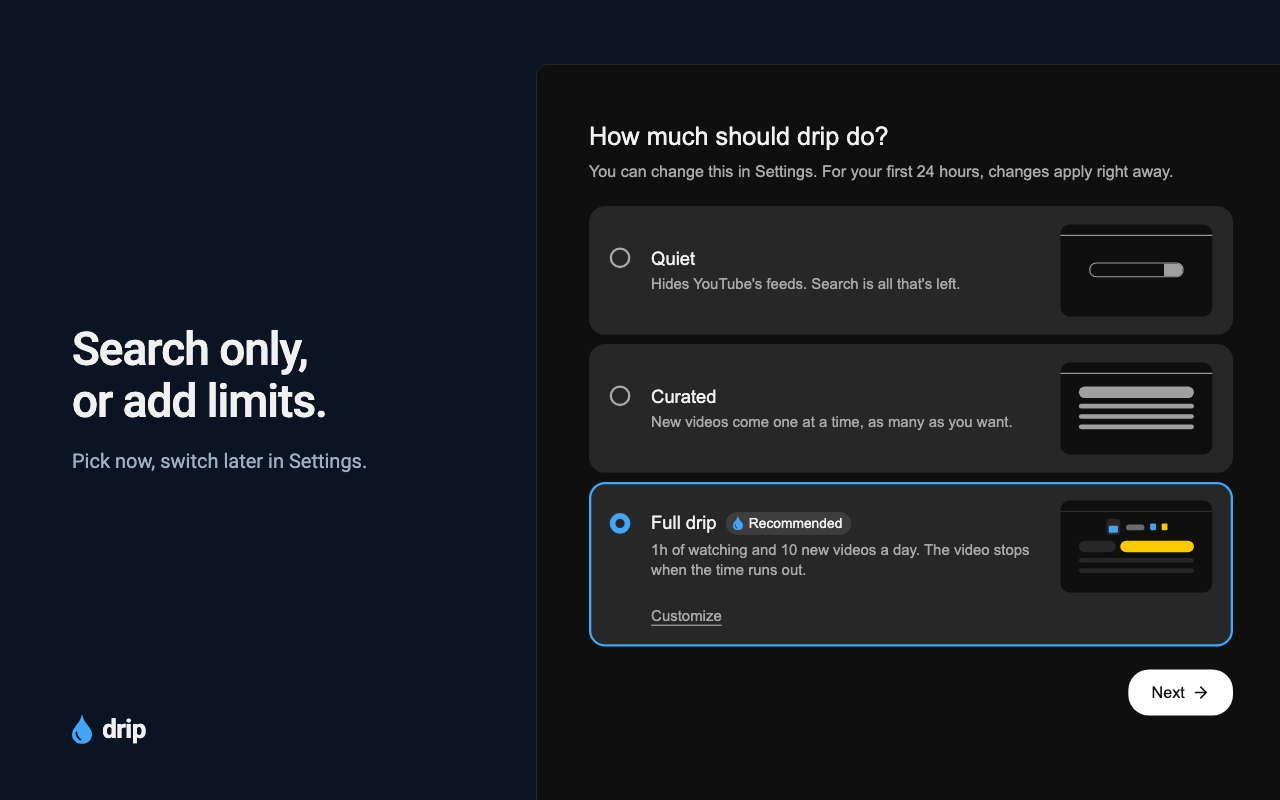 Search only,
or add limits.
Pick now, switch later in Settings.
drip
How much should drip do?
You can change this in Settings. For your first 24 hours, changes apply right away.
Quiet
Hides YouTube's feeds. Search is all that's left.
Curated
New videos come one at a time, as many as you want.
Full drip
Recommended
1h of watching and 10 new videos a day. The video stops
when the time runs out.
Customize
Next